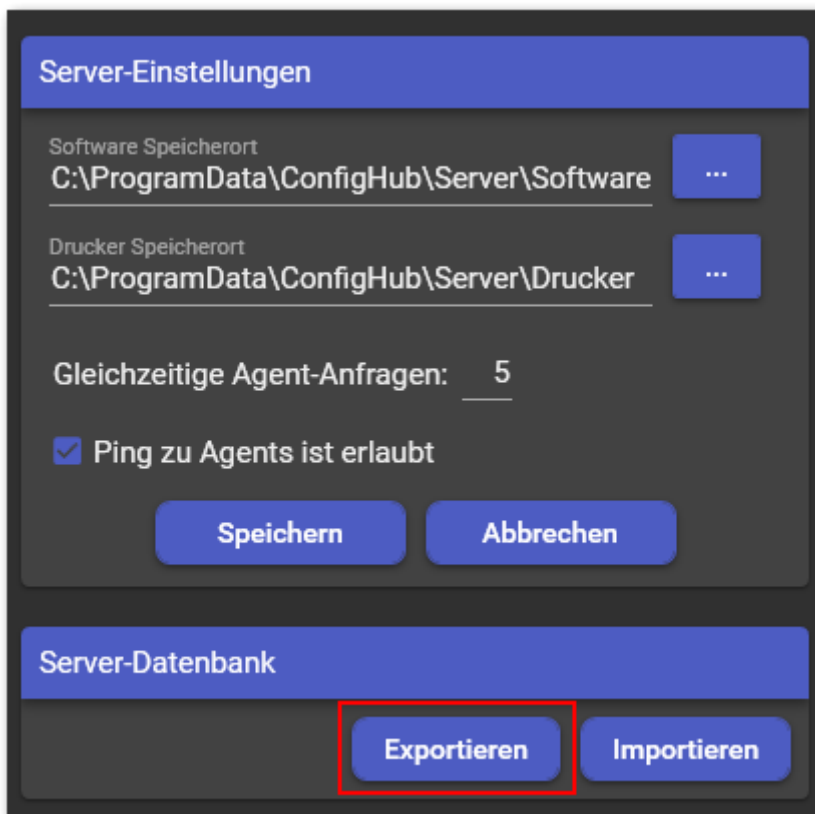 Server-Einstellungen
Software Speicherort
C:\ProgramData\ConfigHub\Server\Software
...
Drucker Speicherort
C:\ProgramData\ConfigHub\Server\Drucker
...
Gleichzeitige Agent-Anfragen: 5
Ping zu Agents ist erlaubt
Speichern Abbrechen
Server-Datenbank
Exportieren Importieren